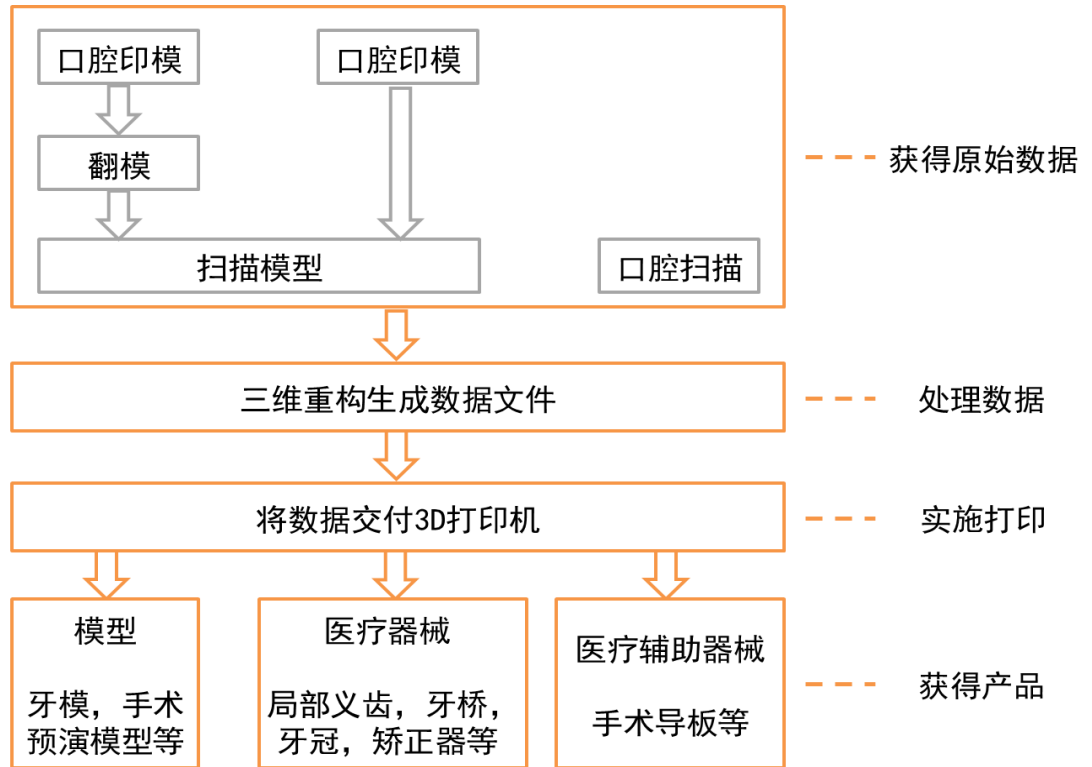 口腔印模
口腔印模
翻模
获得原始数据
扫描模型
口腔扫描
三维重构生成数据文件
处理数据
将数据交付3D打印机
实施打印
模型
牙模，手术
预演模型等
医疗器械
局部义齿，牙桥，
牙冠，矫正器等
医疗辅助器械
手术导板等
获得产品